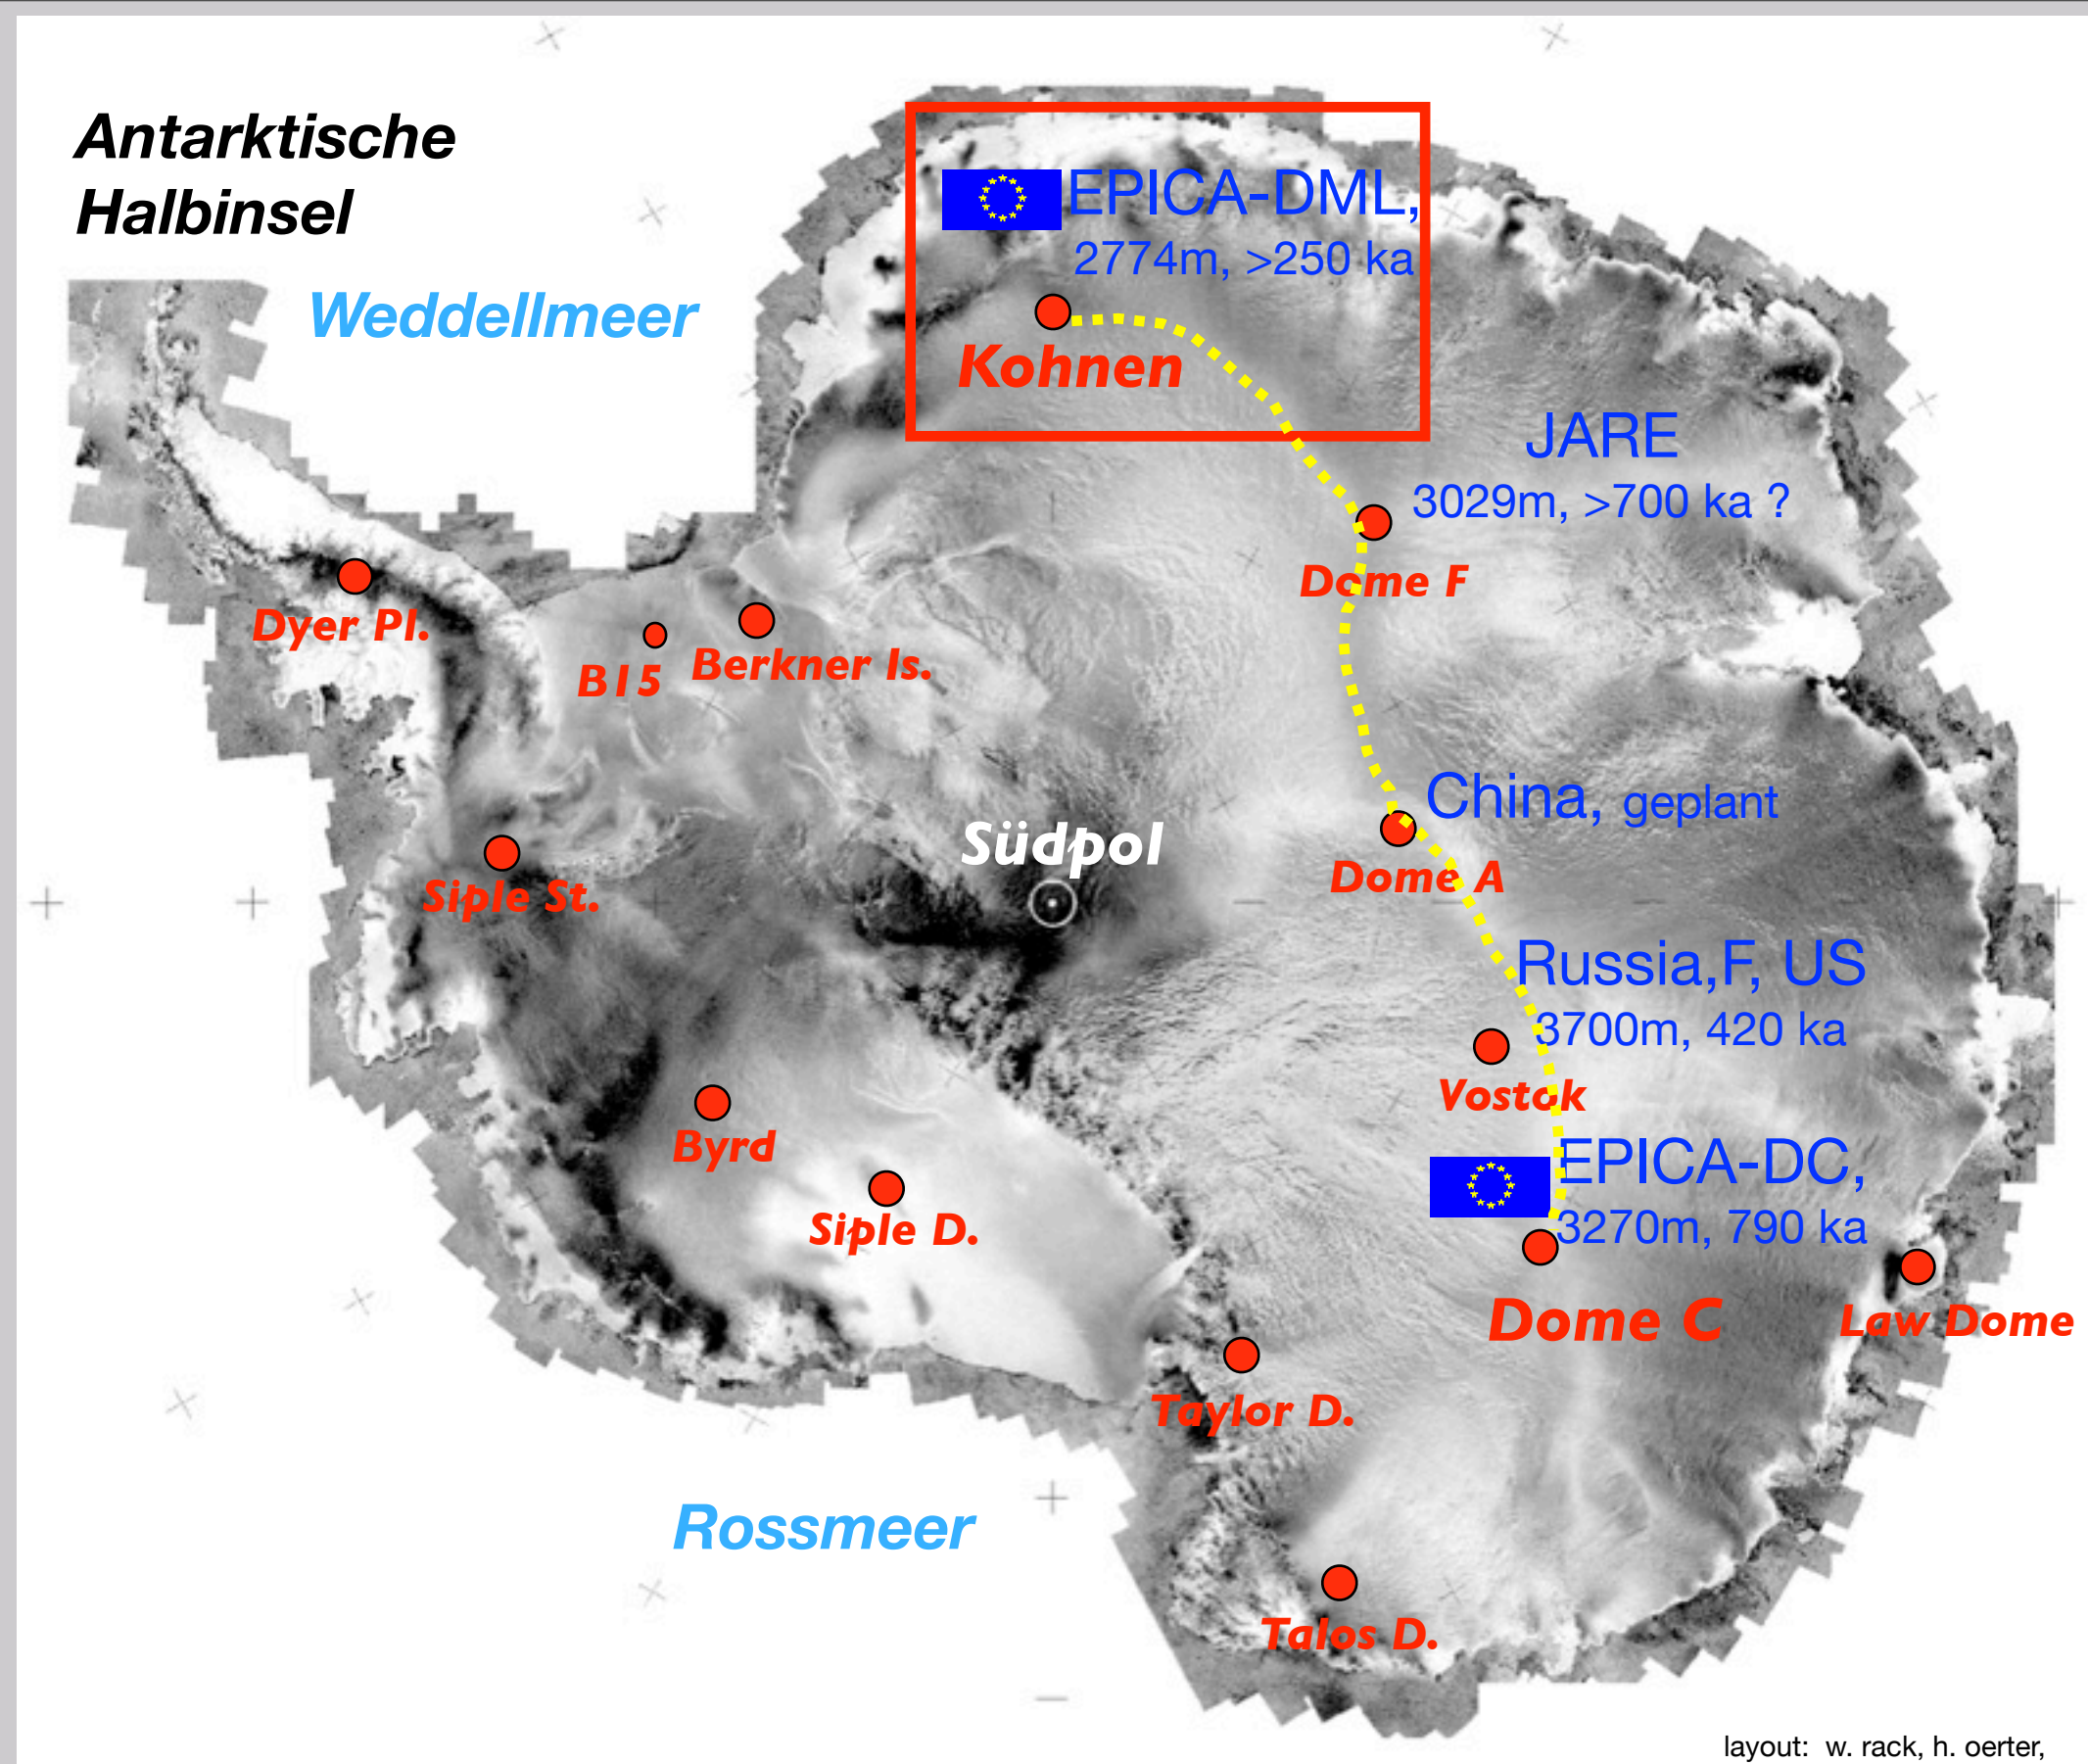 Antarktische
Halbinsel
Weddellmeer
EPICA-DML,
2774m, >250 ka
Kohnen
JARE
3029m, >700 ka ?
Dome F
Dyer Pl.
B15
Berkner Is.
China, geplant
Südpol
Dome A
Siple St.
Russia,F, US
3700m, 420 ka
Vostok
Byrd
EPICA-DC,
3270m, 790 ka
Siple D.
Dome C
Law Dome
Taylor D.
Rossmeer
Talos D.
layout: w. rack, h. oerter,